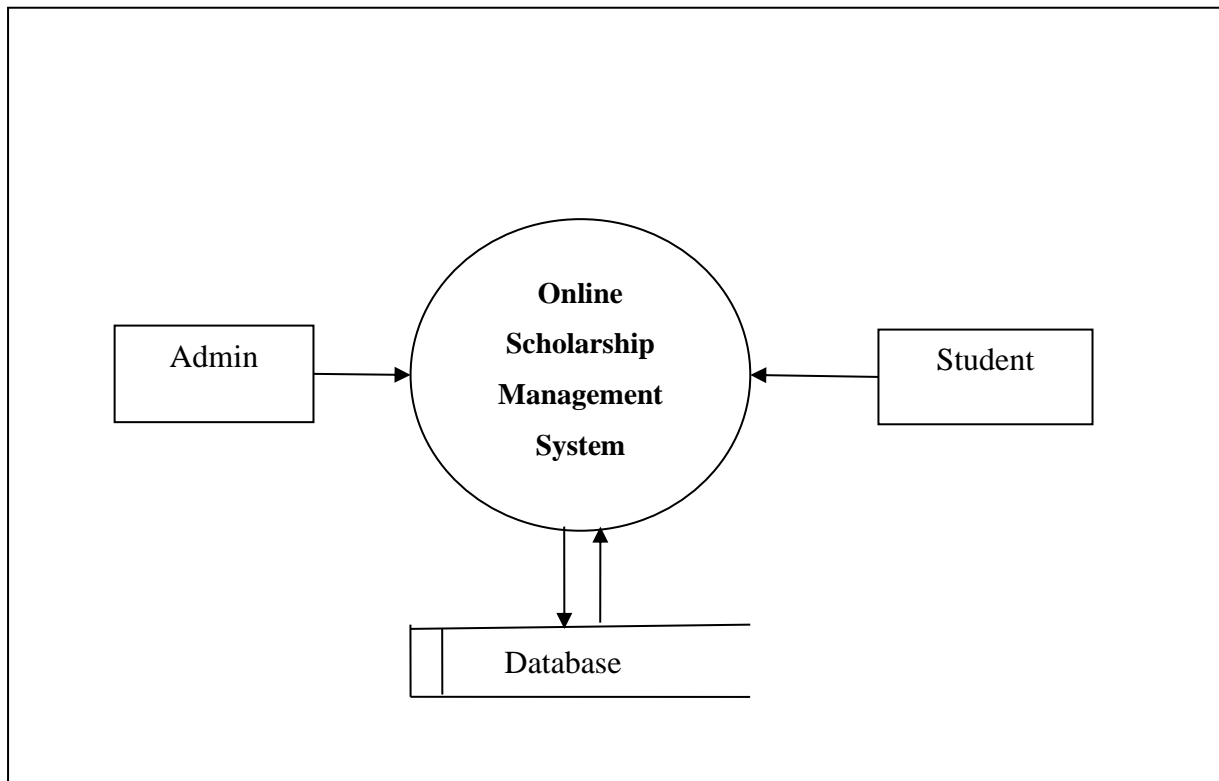 Online
Scholarship
Management
System
Admin
Student
Database